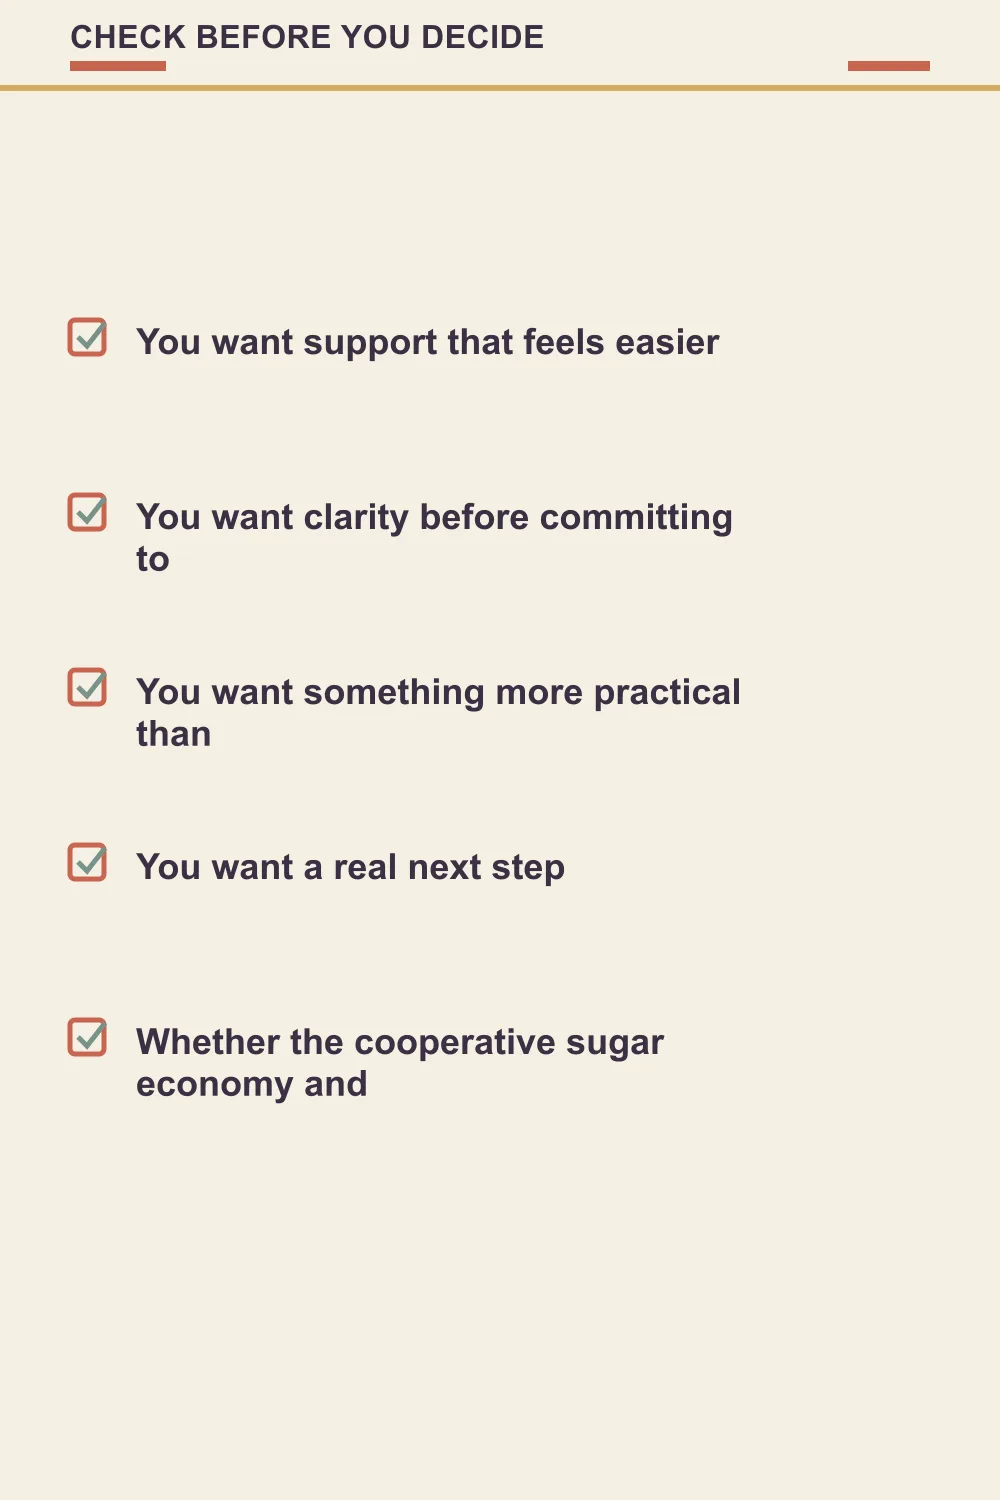 CHECK BEFORE YOU DECIDE
You want support that feels easier
You want clarity before committing
to
You want something more practical
than
You want a real next step
Whether the cooperative sugar
economy and